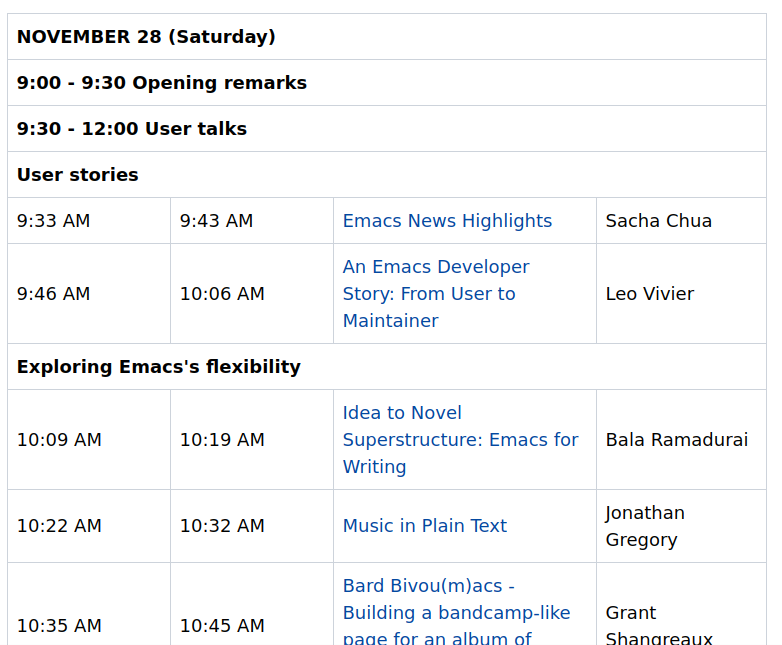 NOVEMBER 28 (Saturday)
9:00 - 9:30 Opening remarks
9:30 - 12:00 User talks
User stories
9:33 AM 9:43 AM Emacs News Highlights Sacha Chua
9:46 AM 10:06 AM An Emacs Developer
Story: From User to
Maintainer Leo Vivier
Exploring Emacs's flexibility
10:09 AM 10:19 AM Idea to Novel
Superstructure: Emacs for
Writing Bala Ramadurai
10:22 AM 10:32 AM Music in Plain Text Jonathan
Gregory
10:35 AM 10:45 AM Bard Bivou(m)acs -
Building a bandcamp-like
page for an album of
Grant
Shangreaux